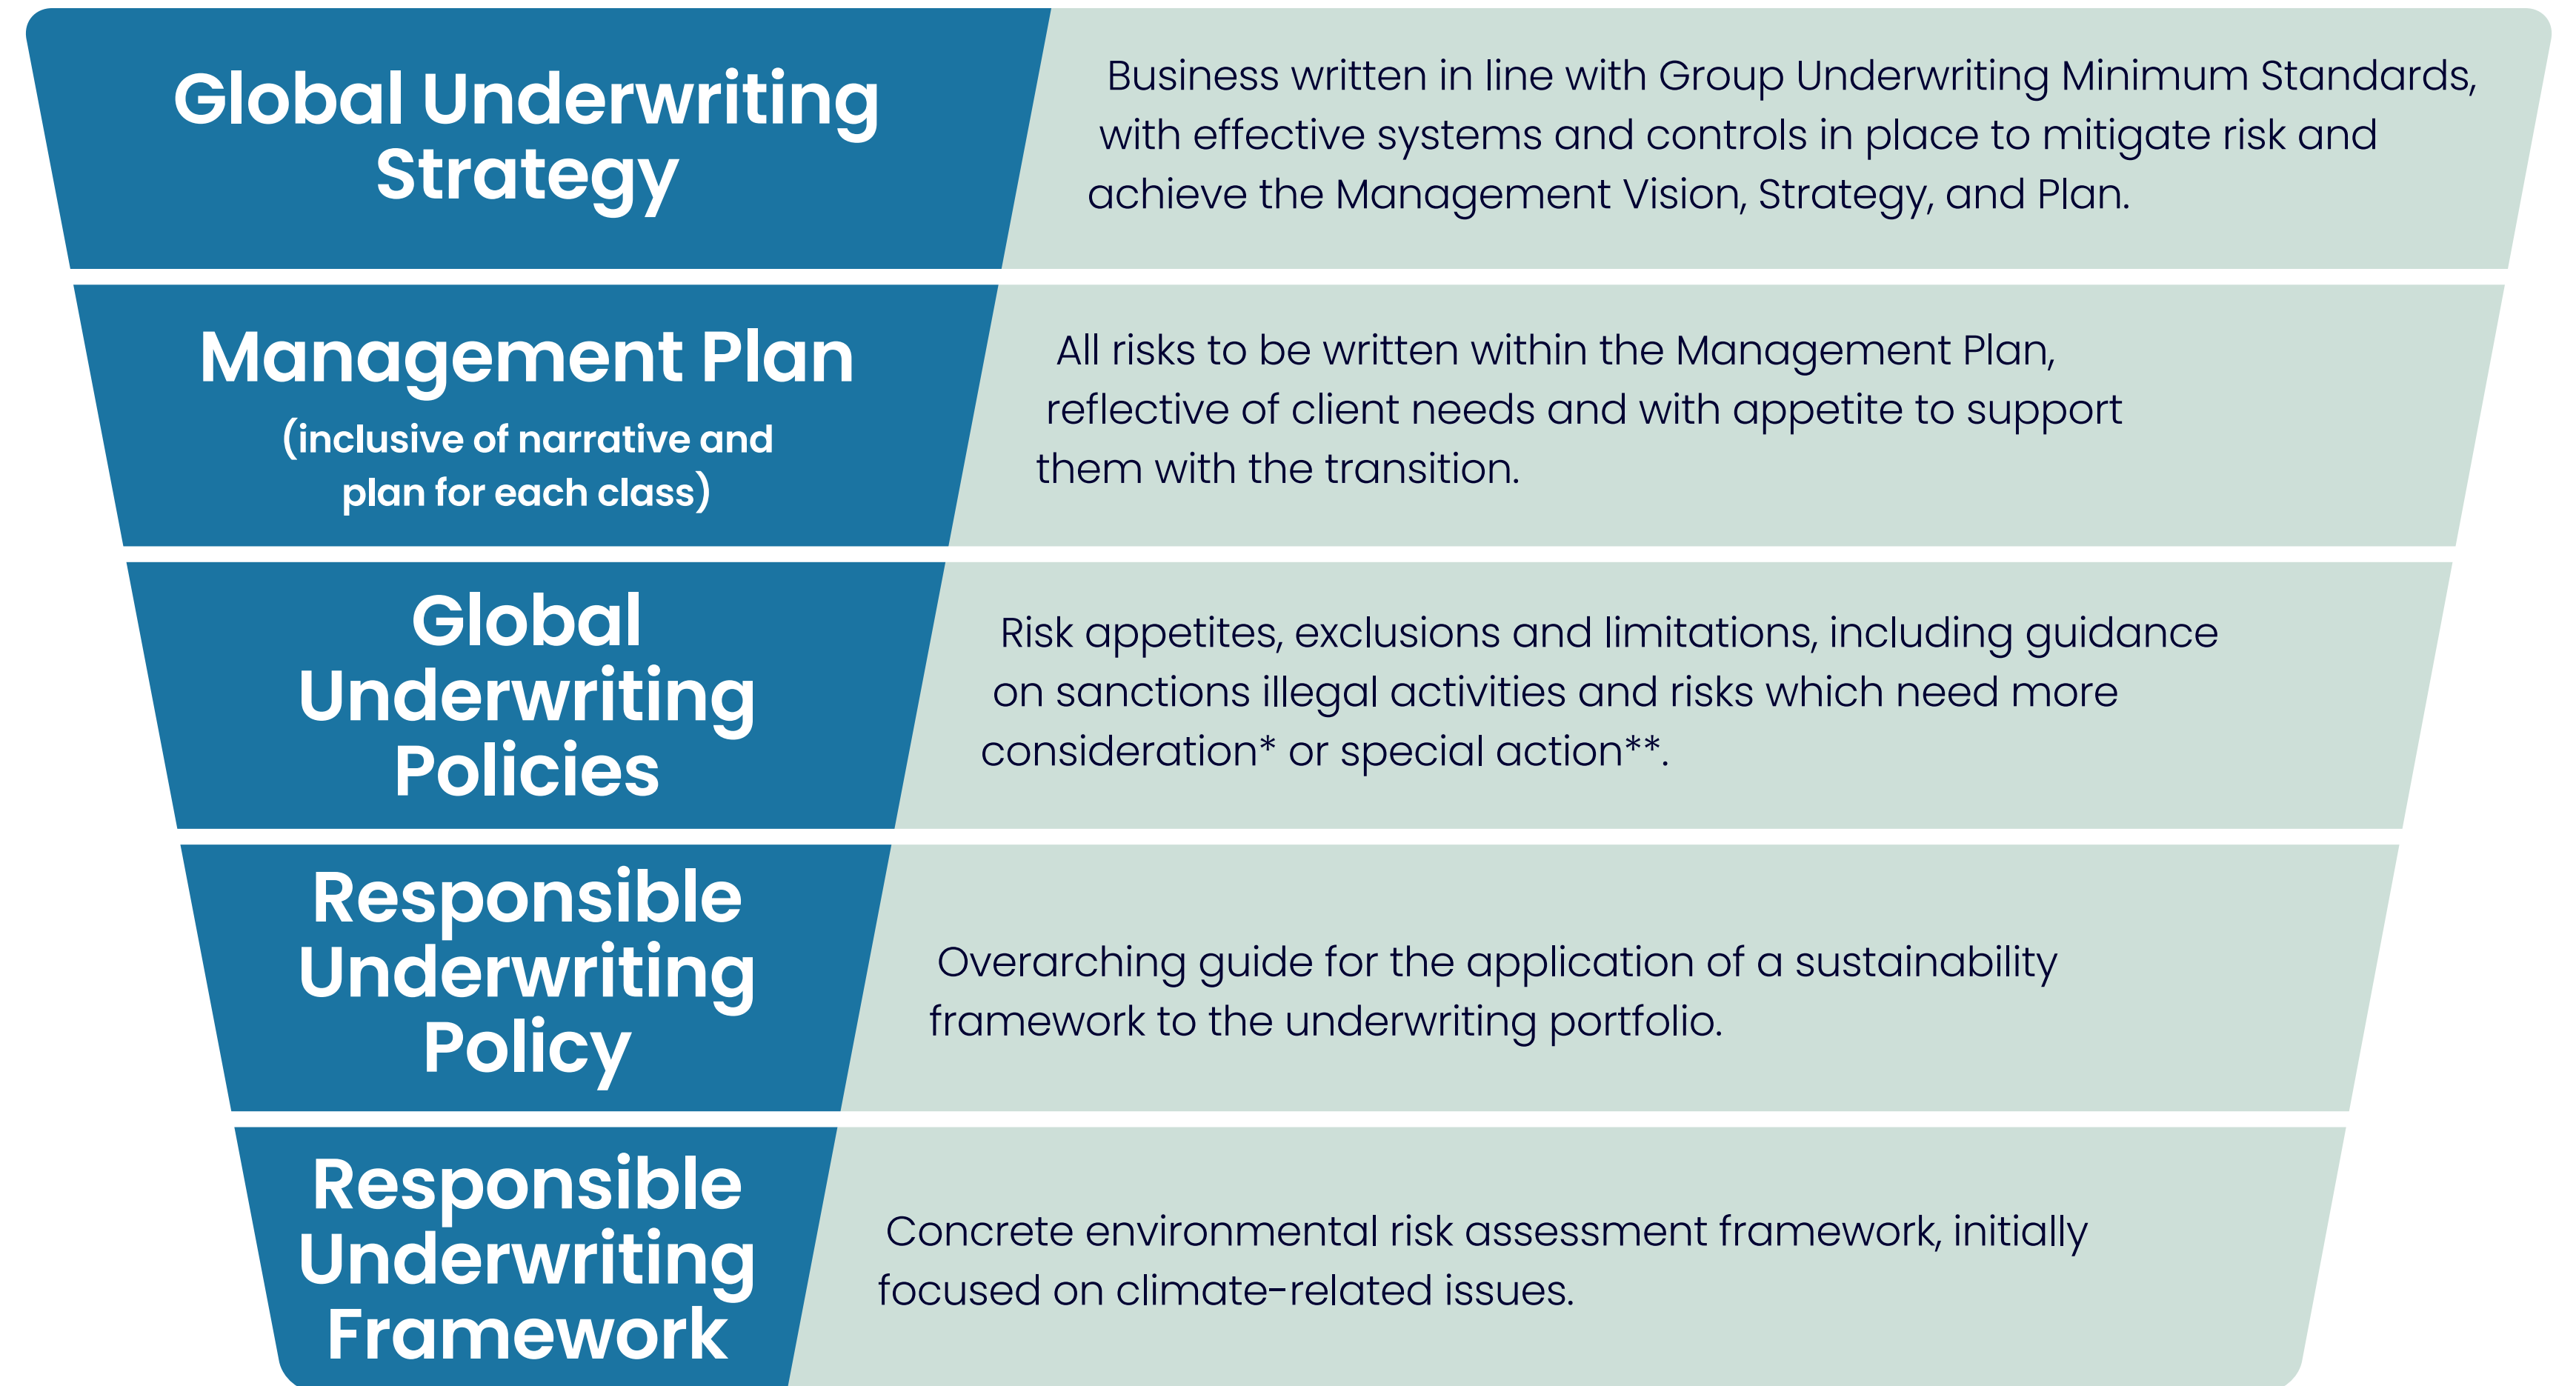 Global Underwriting
Strategy
Business written in line with Group Underwriting Minimum Standards,
with effective systems and controls in place to mitigate risk and
achieve the Management Vision, Strategy, and Plan.
Management Plan
(inclusive of narrative and
plan for each class)
All risks to be written within the Management Plan,
reflective of client needs and with appetite to support
them with the transition.
Global
Underwriting
Policies
Risk appetites, exclusions and limitations, including guidance
on sanctions illegal activities and risks which need more
consideration* or special action**.
Responsible
Underwriting
Policy
Overarching guide for the application of a sustainability
framework to the underwriting portfolio.
Responsible
Underwriting
Framework
Concrete environmental risk assessment framework, initially
focused on climate-related issues.